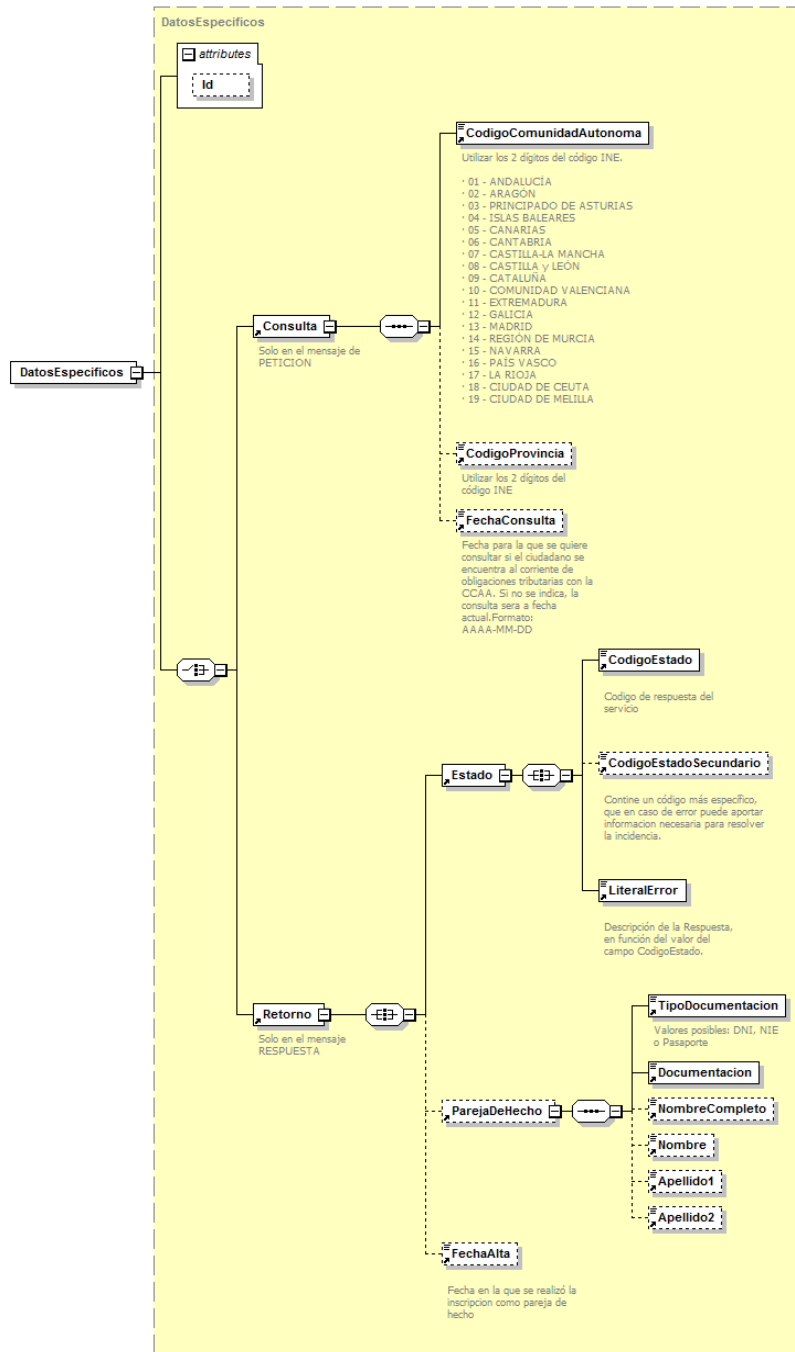 DatosEspecificos
attributes
Id
CodigoComunidadAutonoma
Utilizar los 2 dígitos del código INE.
· 01 - ANDALUCÍA
· 02 - ARAGÓN
· 03 - PRINCIPADO DE ASTURIAS
· 04 - ISLAS BALEARES
· 05 - CANARIAS
· 06 - CANTABRIA
· 07 - CASTILLA-LA MANCHA
· 08 - CASTILLA y LEÓN
· 09 - CATALUÑA
· 10 - COMUNIDAD VALENCIANA
· 11 - EXTREMADURA
· 12 - GALICIA
· 13 - MADRID
· 14 - REGIÓN DE MURCIA
· 15 - NAVARRA
· 16 - PAÍS VASCO
· 17 - LA RIOJA
· 18 - CIUDAD DE CEUTA
· 19 - CIUDAD DE MELILLA
Consulta
Solo en el mensaje de
PETICION
DatosEspecificos
CodigoProvincia
Utilizar los 2 dígitos del
código INE
FechaConsulta
Fecha para la que se quiere
consultar si el ciudadano se
encuentra al corriente de
obligaciones tributarias con la
CCAA. Si no se indica, la
consulta sera a fecha
actual.Formato:
AAAA-MM-DD
CodigoEstado
Codigo de respuesta del
servicio
Estado
CodigoEstadoSecundario
Contine un código más específico,
que en caso de error puede aportar
informacion necesaria para resolver
la incidencia.
LiteralError
Descripción de la Respuesta,
en función del valor del
campo CodigoEstado.
Retorno
Solo en el mensaje
RESPUESTA
TipoDocumentacion
Valores posibles: DNI, NIE
o Pasaporte
Documentacion
ParejaDeHecho
NombreCompleto
Nombre
Apellido1
Apellido2
FechaAlta
Fecha en la que se realizó la
inscripcion como pareja de
hecho